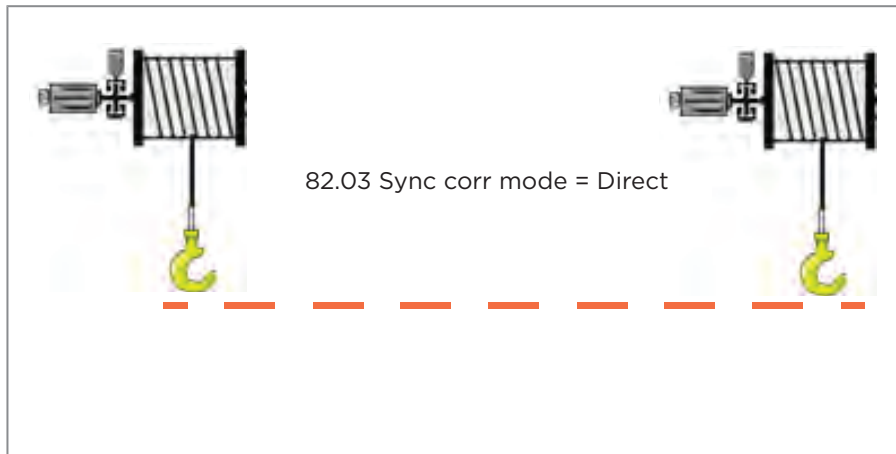 82.03 Sync corr mode = Direct